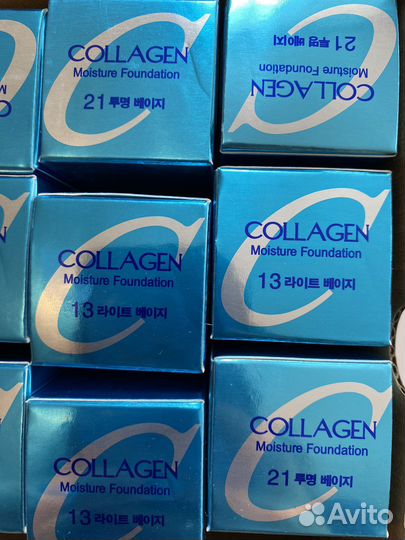 COLLAGEN
Moisture Foundation
21 투명 베이지
COLLAGEN
Moisture Foundation
21 투명 베이지
COLLAGEN
Moisture Foundation
13 라이트 베이지
COLLAGEN
Moisture Foundation
13 라이트 베이지
COLLAGEN
Moisture Foundation
13 라이트 베이지
COLLAGEN
Moisture Foundation
21 투명 베이지
Avito